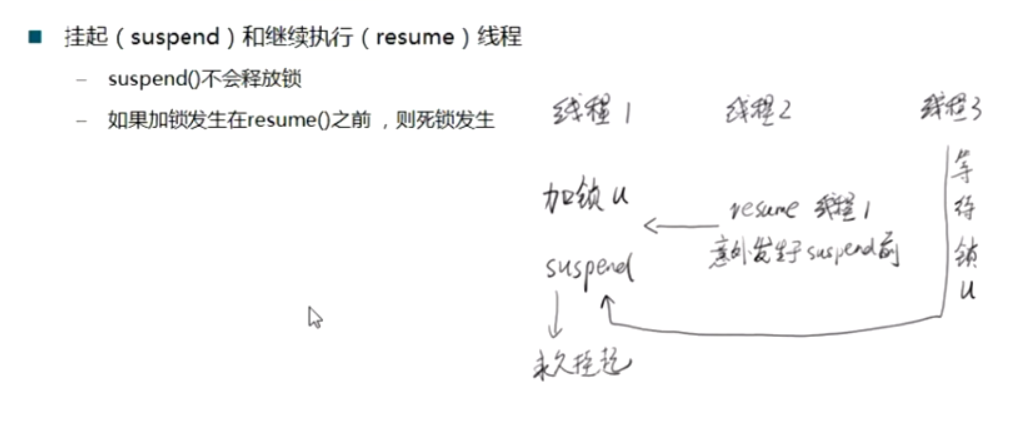 挂起（suspend）和继续执行（resume）线程
– suspend()不会释放锁
– 如果加锁发生在resume()之前 ，则死锁发生
线程1
线程2
线程3
加锁u
resume 线程1
意外发生于suspend前
suspend
永久挂起
等待锁u